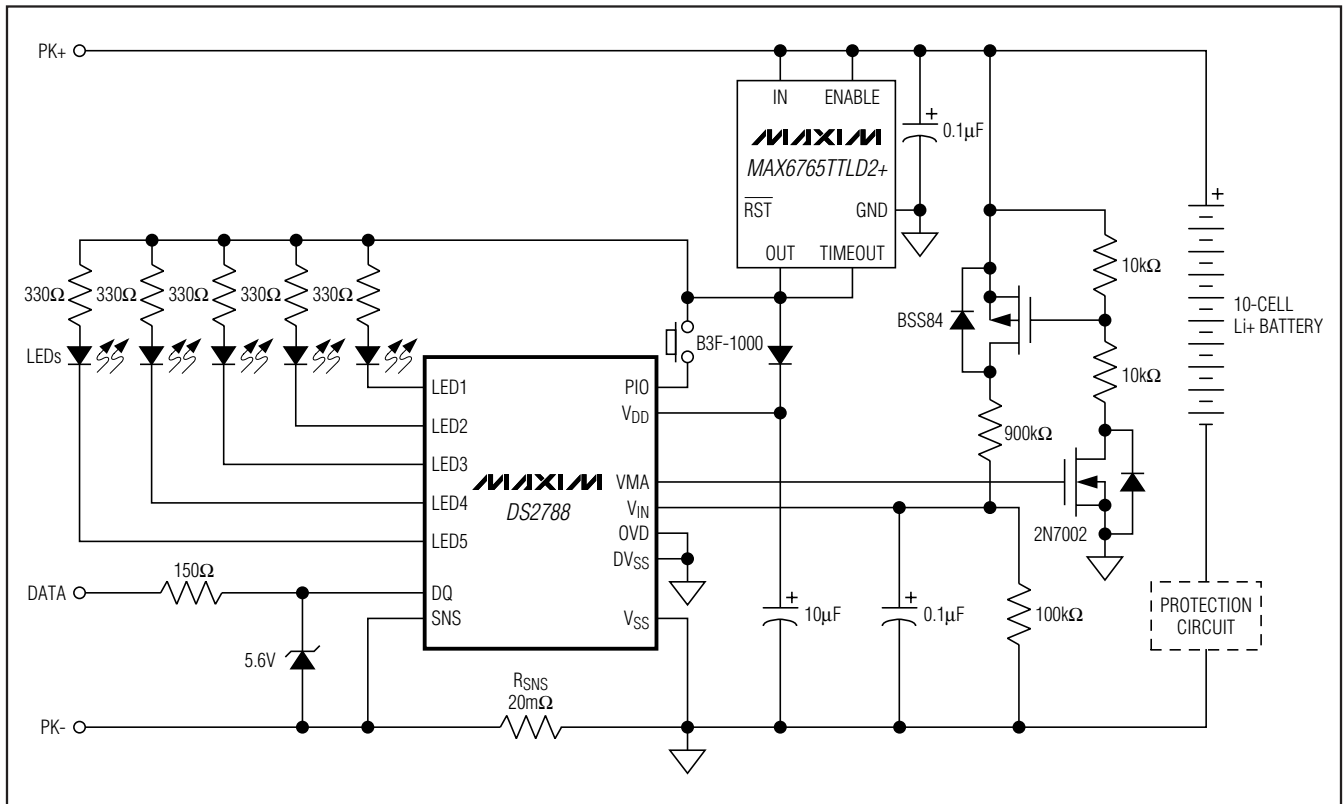 PK+
IN ENABLE
MAXIM
MAX6765TTLD2+
RST GND
OUT TIMEOUT
+
0.1µF
330Ω 330Ω 330Ω 330Ω 330Ω
LEDs
B3F-1000
BSS84
10kΩ
10kΩ
900kΩ
2N7002
+
10-CELL
Li+ BATTERY
PROTECTION
CIRCUIT
LED1 PIO
LED2 VDD
LED3 VMA
MAXIM
DS2788
LED4 VIN
LED5 OVD
DVSS
DQ
SNS VSS
DATA
150Ω
5.6V
+
10µF
+
0.1µF
100kΩ
RSNS
20mΩ
PK-